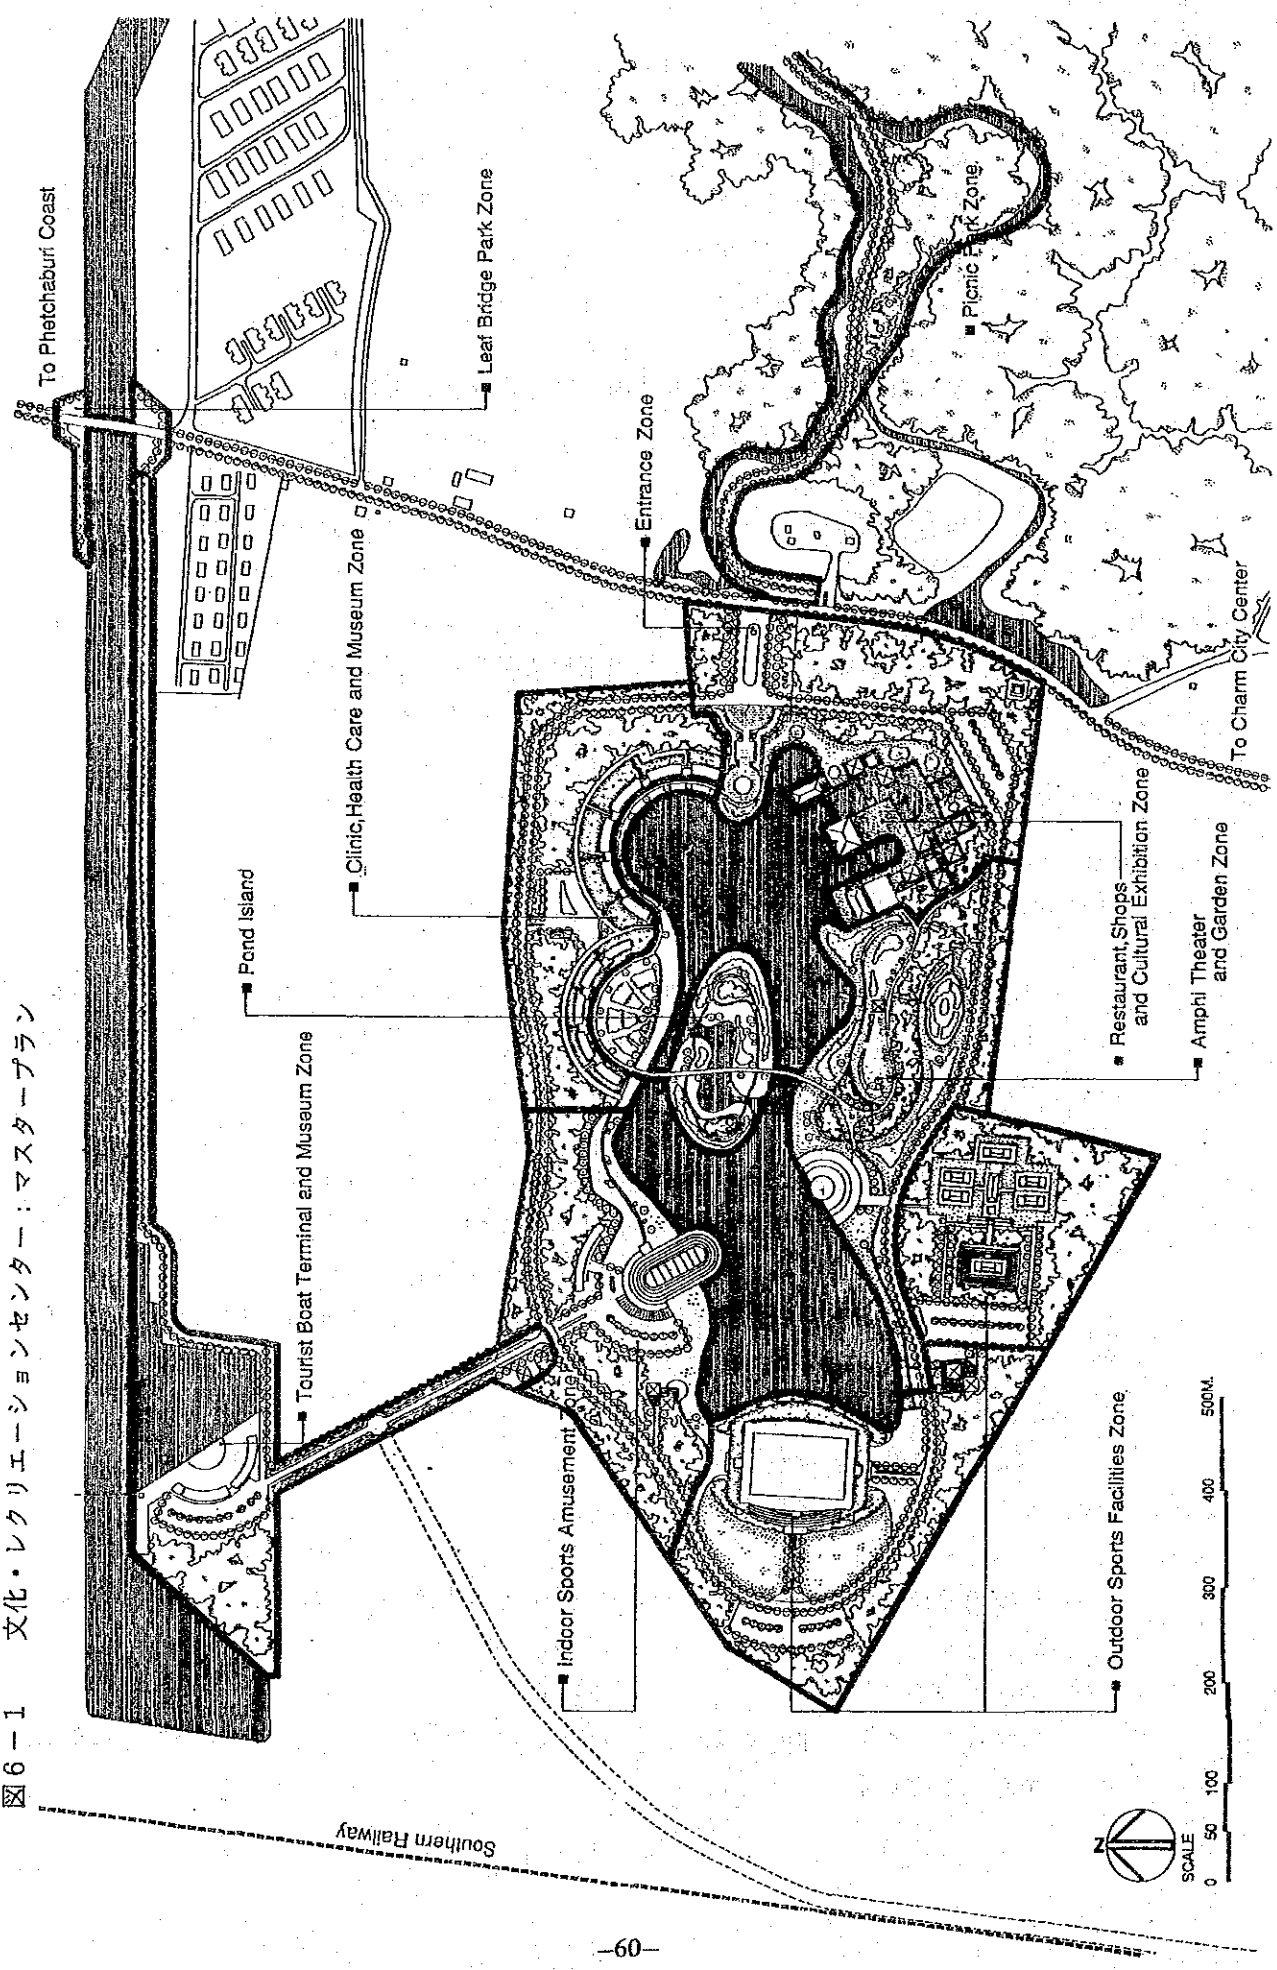 図6-1 文化・レクリエーションセンター：マスタープラン
To Phetchaburi Coast
Leaf Bridge Park Zone
Clinic,Health Care and Museum Zone
Pond Island
Tourist Boat Terminal and Museum Zone
Entrance Zone
Picnic Park Zone
Indoor Sports Amusement Zone
Restaurant,Shops
and Cultural Exhibition Zone
Amphi Theater
and Garden Zone
Outdoor Sports Facilities Zone
To Charm City Center
Southern Railway
Z
SCALE
0 50 100 200 300 400 500M.
-60-